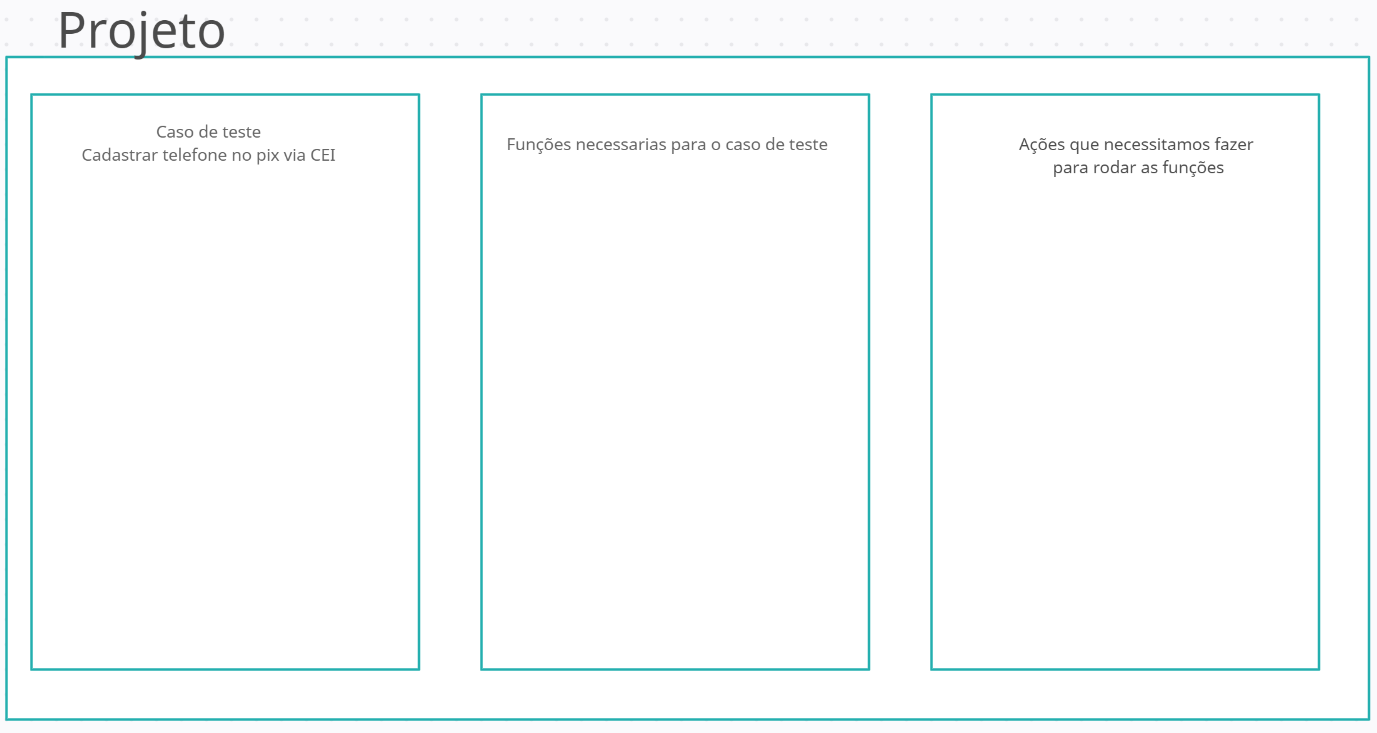 Projeto
Caso de teste
Cadastrar telefone no pix via CEI
Funções necessarias para o caso de teste
Ações que necessitamos fazer
para rodar as funções